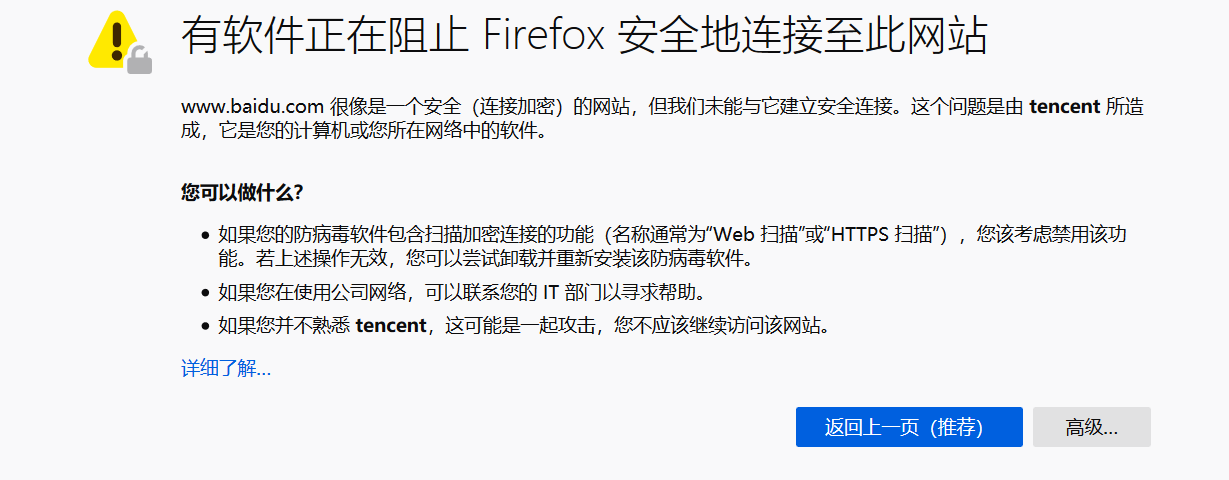 有软件正在阻止 Firefox 安全地连接至此网站
www.baidu.com 很像是一个安全（连接加密）的网站，但我们未能与它建立安全连接。这个问题是由 tencent 所造
成，它是您的计算机或您所在网络中的软件。
您可以做什么？
• 如果您的防病毒软件包含扫描加密连接的功能（名称通常为“Web 扫描”或“HTTPS 扫描”），您该考虑禁用该功
能。若上述操作无效，您可以尝试卸载并重新安装该防病毒软件。
• 如果您在使用公司网络，可以联系您的 IT 部门以寻求帮助。
• 如果您并不熟悉 tencent，这可能是一起攻击，您不应该继续访问该网站。
详细了解...
返回上一页（推荐）
高级...